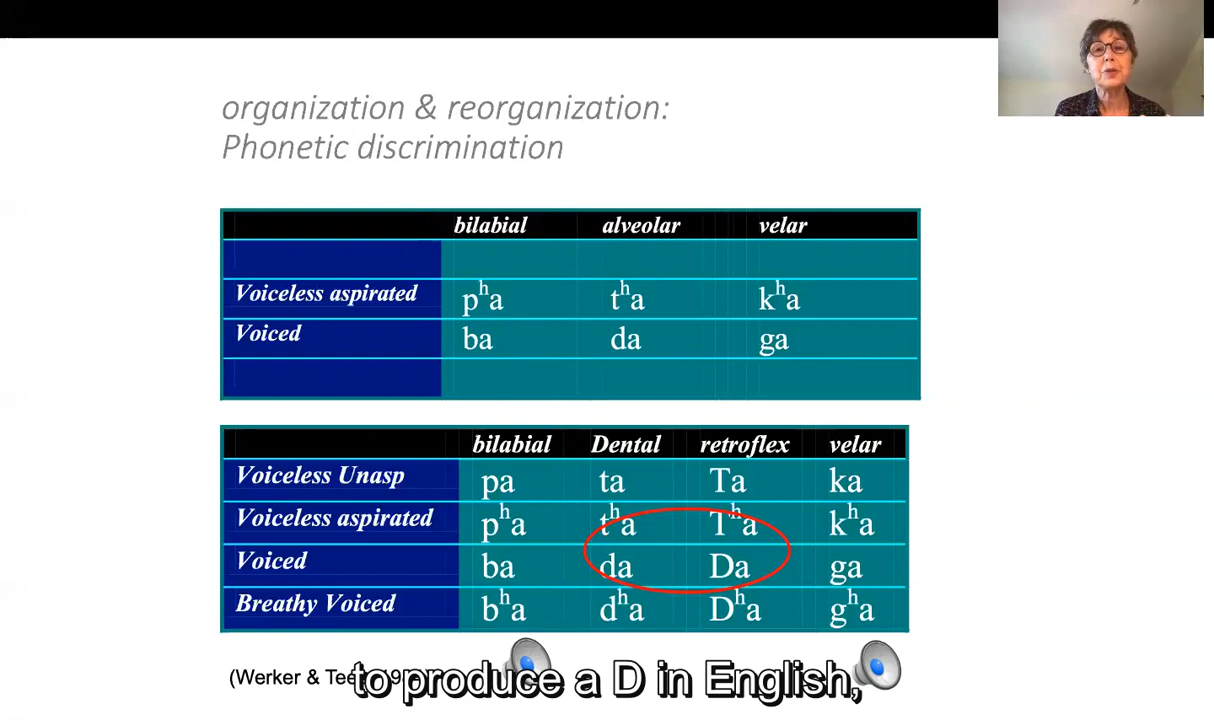 organization & reorganization:
Phonetic discrimination
bilabial alveolar velar
Voiceless aspirated pʰa tʰa kʰa
Voiced ba da ga
bilabial Dental retroflex velar
Voiceless Unasp pa ta Ta ka
Voiceless aspirated pʰa tʰa Tʰa kʰa
Voiced ba da Da ga
Breathy Voiced bʰa dʰa Dʰa gʰa
(Werker &
to produce a D in English,